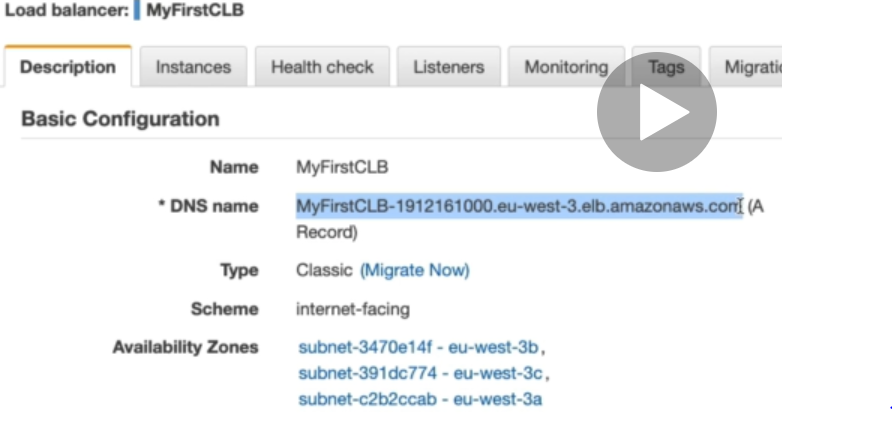 Load balancer: MyFirstCLB
Description Instances Health check Listeners Monitoring Tags Migratic
Basic Configuration
Name MyFirstCLB
* DNS name MyFirstCLB-1912161000.eu-west-3.elb.amazonaws.com (A
Record)
Type Classic (Migrate Now)
Scheme internet-facing
Availability Zones subnet-3470e14f - eu-west-3b,
subnet-391dc774 - eu-west-3c,
subnet-c2b2ccab - eu-west-3a